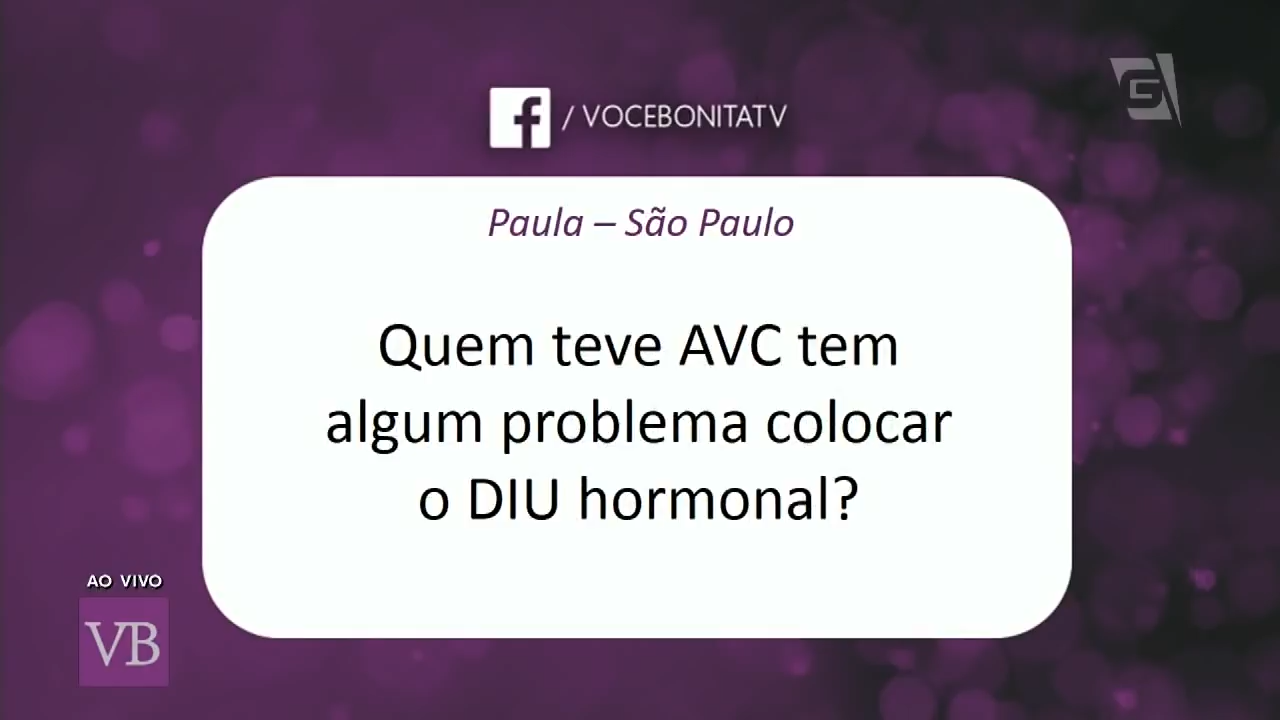 / VOCEBONITATV
Paula – São Paulo
Quem teve AVC tem
algum problema colocar
o DIU hormonal?
AO VIVO
VB